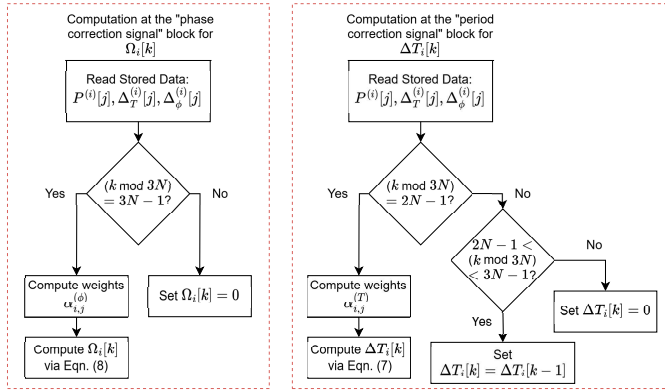 Computation at the "phase
correction signal" block for
Ω_i[k]
Read Stored Data:
P^(i)[j], Δ_T^(i)[j], Δ_ϕ^(i)[j]
(k mod 3N)
= 3N − 1?
Yes
No
Compute weights
α_{i,j}^(ϕ)
Set Ω_i[k] = 0
Compute Ω_i[k]
via Eqn. (8)
Computation at the "period
correction signal" block for
ΔT_i[k]
Read Stored Data:
P^(i)[j], Δ_T^(i)[j], Δ_ϕ^(i)[j]
(k mod 3N)
= 2N − 1?
Yes
No
2N − 1 <
(k mod 3N)
< 3N − 1?
No
Yes
Compute weights
α_{i,j}^(T)
Set ΔT_i[k] = 0
Compute ΔT_i[k]
via Eqn. (7)
Set
ΔT_i[k] = ΔT_i[k − 1]